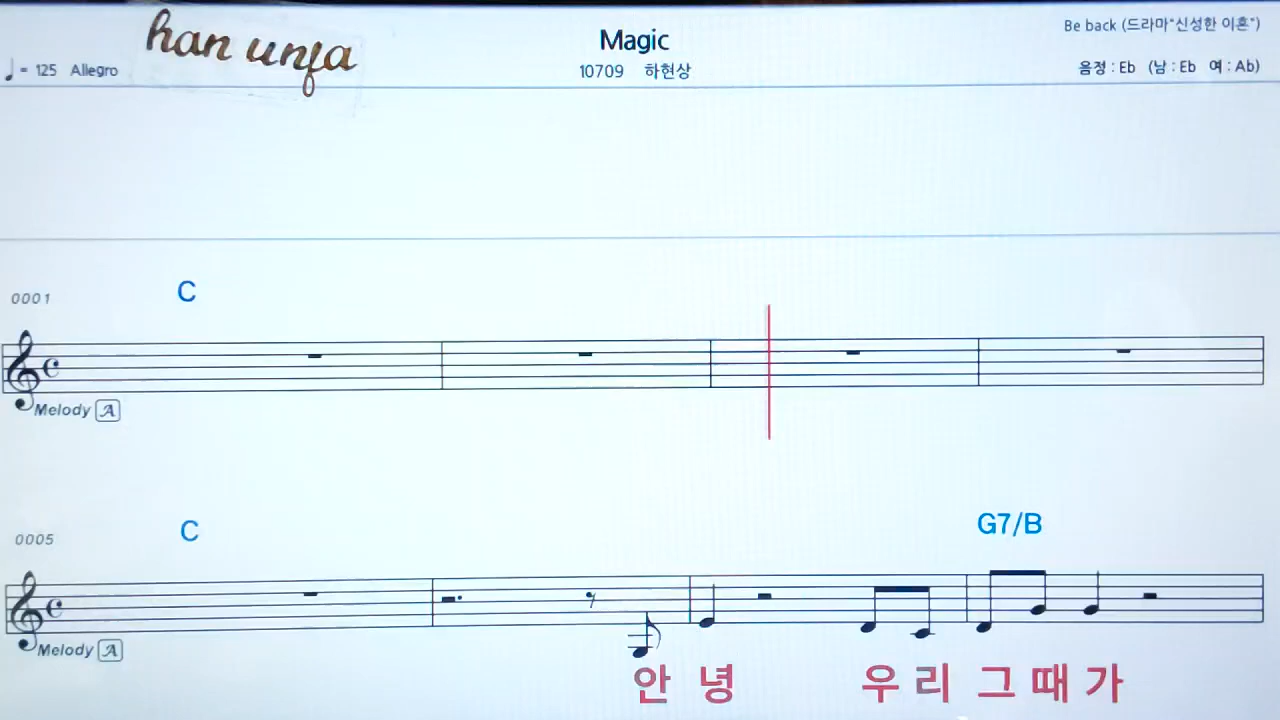 han unfa
Magic
Be back (드라마"신성한 이혼")
♩ = 125 Allegro
10709 하현상
음정 : Eb (남 : Eb 여 : Ab)
0001
C
Melody A
0005
C G7/B
Melody A
안 녕 우 리 그 때 가